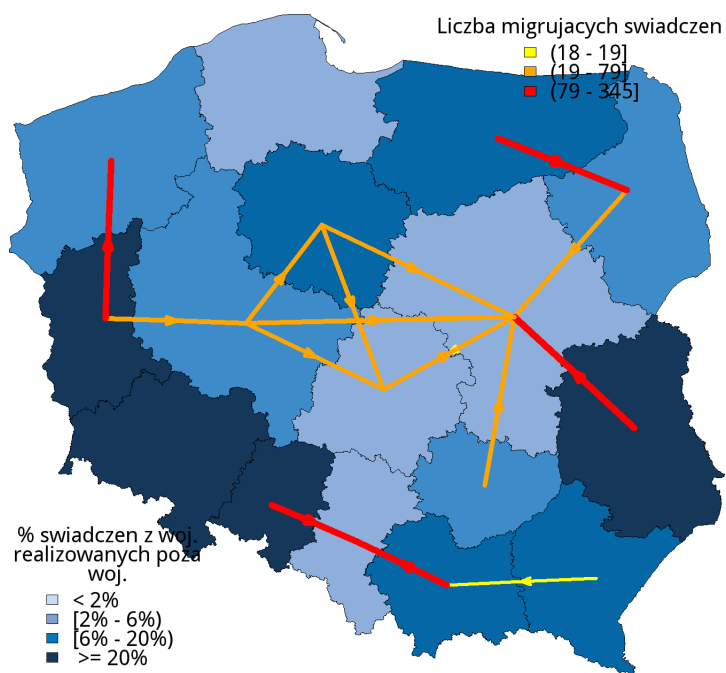 Liczba migrujacych swiadczen
(18 - 19]
(19 - 79]
(79 - 345]
% swiadczen z woj.
realizowanych poza
woj.
< 2%
[2% - 6%)
[6% - 20%)
>= 20%